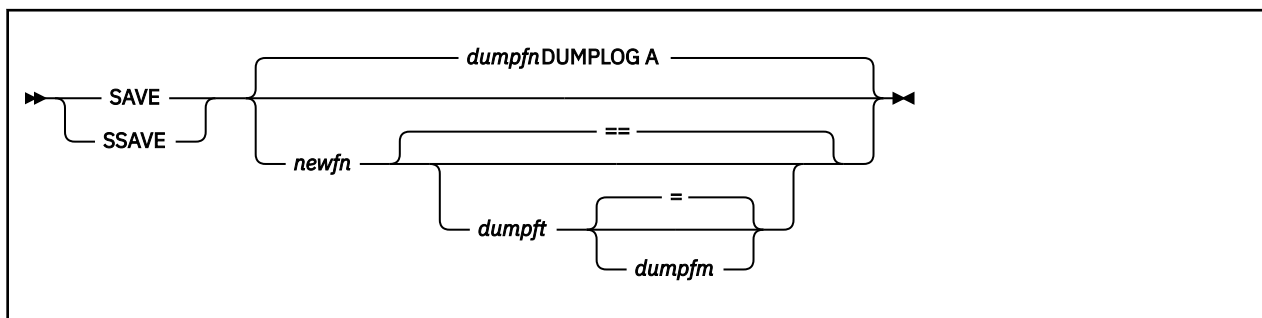 dumpfnDUMPLOG A
SAVE
SSAVE
==
newfn
=
dumpft
dumpfm